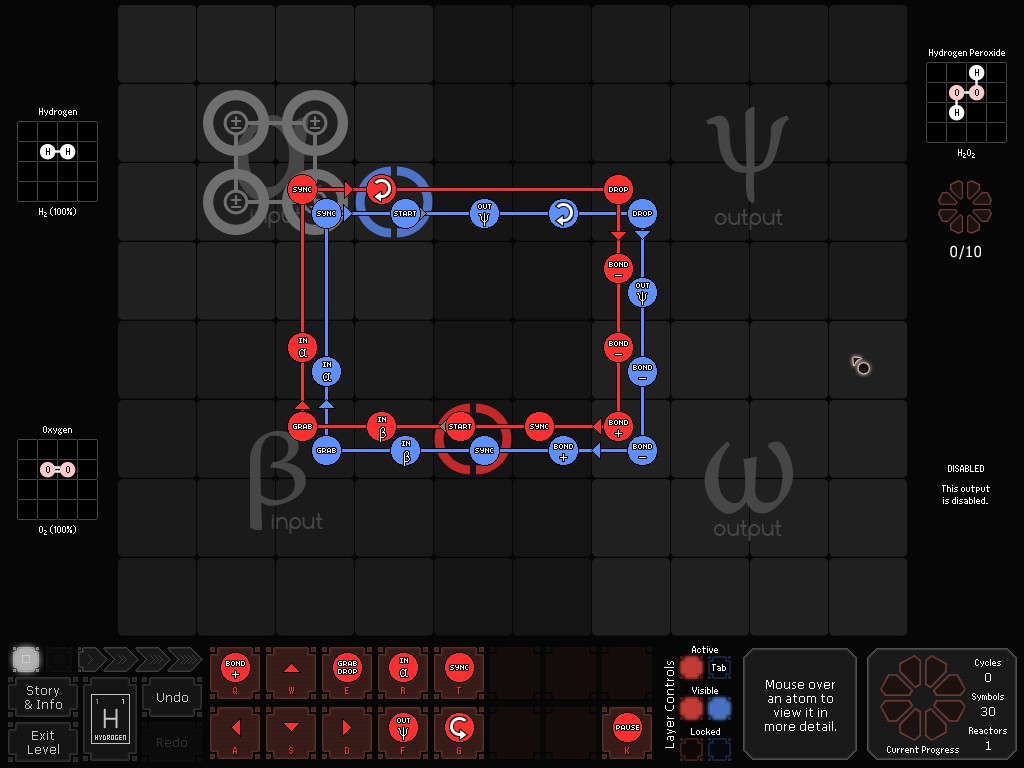 Hydrogen
H H
H₂ (100%)
Oxygen
O O
O₂ (100%)
α
input
β
input
ψ
output
ω
output
Hydrogen Peroxide
H
O O
H
H₂O₂
0/10
DISABLED
This output
is disabled.
± ±
±
SYNC
DROP
SYNC
START
OUT
ψ
DROP
BOND
–
OUT
ψ
IN
α
BOND
–
IN
α
BOND
–
GRAB
IN
β
START
SYNC
BOND
+
GRAB
IN
β
SYNC
BOND
+
BOND
–
Story
& Info
Exit
Level
1 1
H
HYDROGEN
Undo
Redo
BOND
+
Q
W
GRAB
DROP
E
IN
α
R
SYNC
T
A
S
D
OUT
ψ
F
G
PAUSE
K
Layer Controls
Active
Tab
Visible
Locked
Mouse over
an atom to
view it in
more detail.
Cycles
0
Symbols
30
Reactors
1
Current Progress